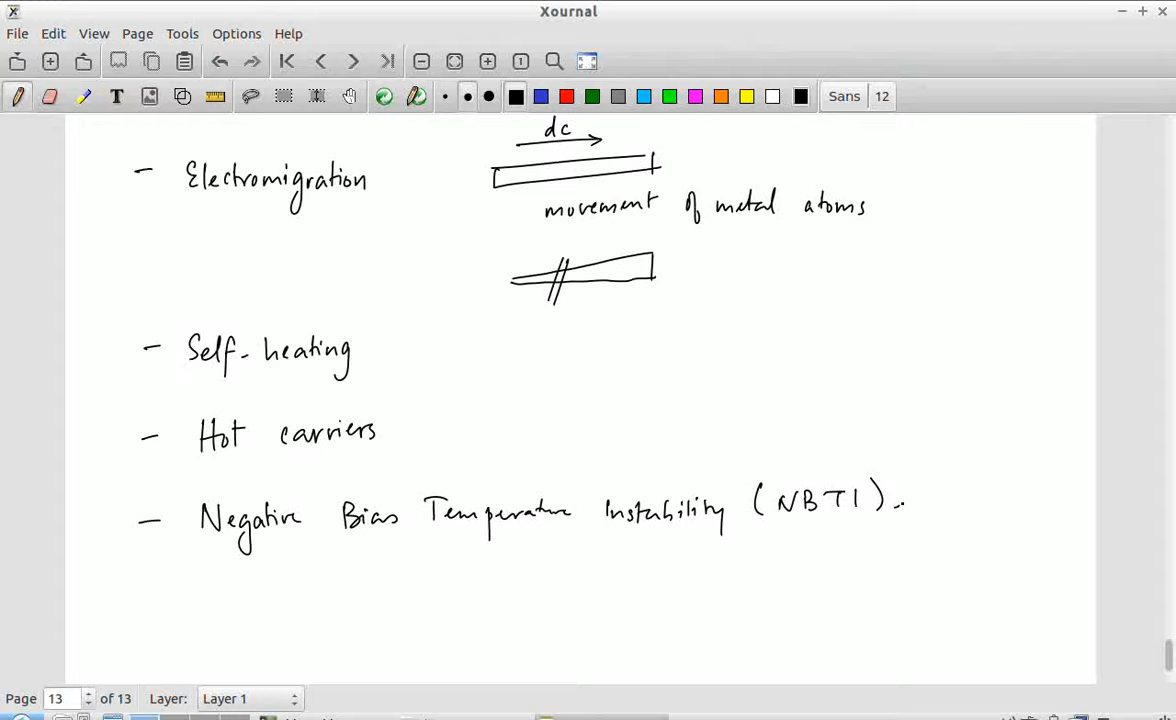 Xournal
File Edit View Page Tools Options Help
T Sans 12
dc
- Electromigration
movement of metal atoms
- Self-heating
- Hot carriers
- Negative Bias Temperature Instability (NBTI).
Page 13 of 13 Layer: Layer 1